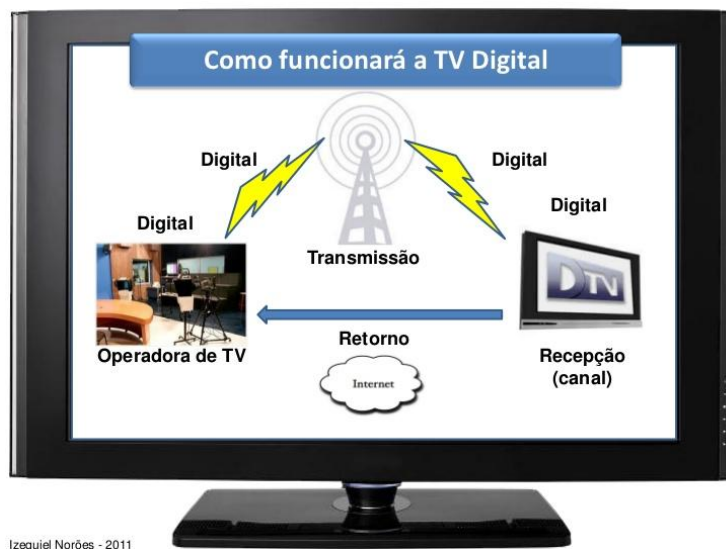 Como funcionará a TV Digital
Digital
Digital
Digital
Digital
Transmissão
DTV
Operadora de TV
Retorno
Internet
Recepção
(canal)
Izequiel Norões - 2011